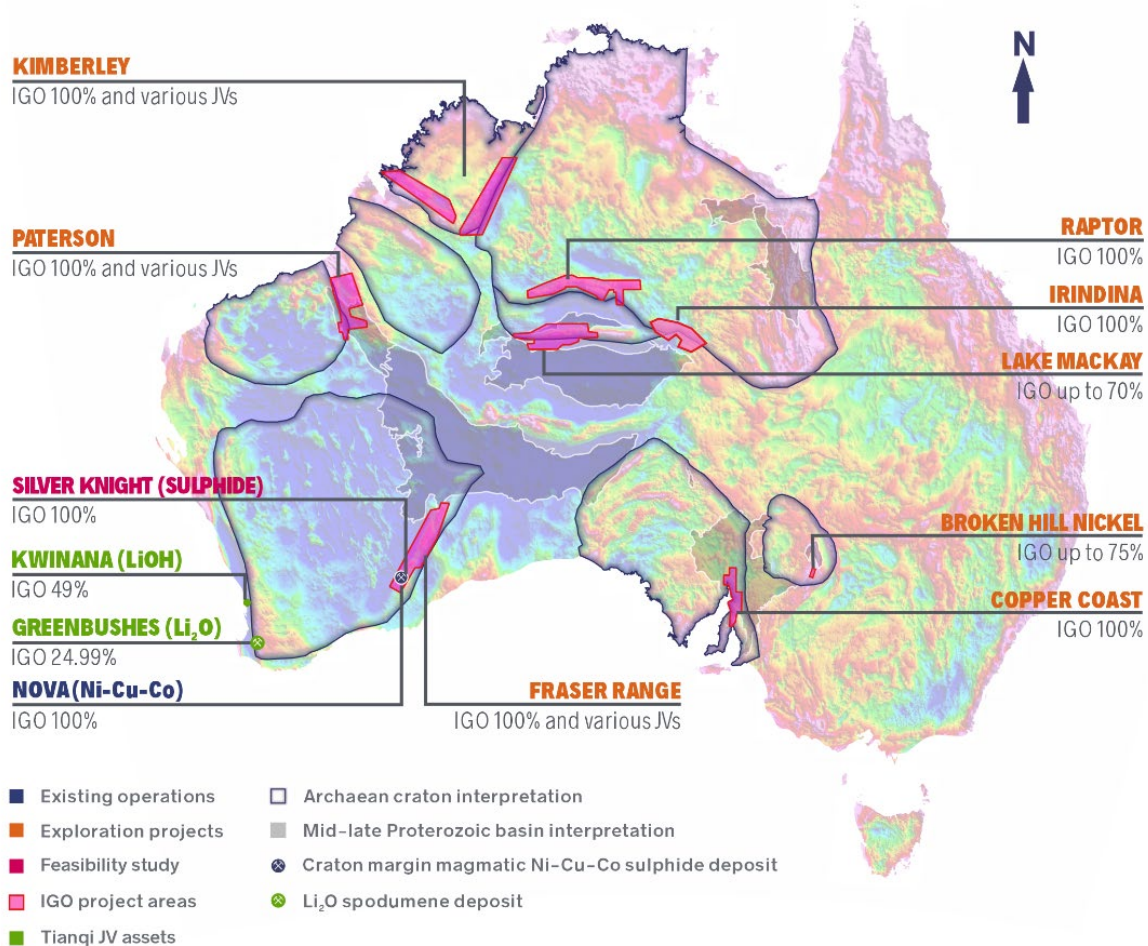 N
KIMBERLEY
IGO 100% and various JVs
PATERSON
IGO 100% and various JVs
RAPTOR
IGO 100%
IRINDINA
IGO 100%
LAKE MACKAY
IGO up to 70%
SILVER KNIGHT (SULPHIDE)
IGO 100%
KWINANA (LiOH)
IGO 49%
GREENBUSHES (Li₂O)
IGO 24.99%
NOVA (Ni-Cu-Co)
IGO 100%
BROKEN HILL NICKEL
IGO up to 75%
COPPER COAST
IGO 100%
FRASER RANGE
IGO 100% and various JVs
Existing operations
Exploration projects
Feasibility study
IGO project areas
Tianqi JV assets
Archaean craton interpretation
Mid-late Proterozoic basin interpretation
Craton margin magmatic Ni-Cu-Co sulphide deposit
Li₂O spodumene deposit